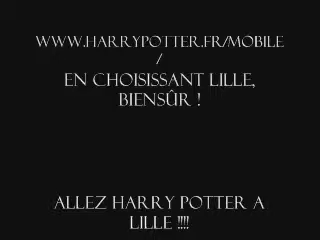 WWW.HARRYPOTTER.FR/MOBILE
/
EN CHOISISSANT LILLE,
BIENSÛR !
ALLEZ HARRY POTTER A
LILLE !!!!